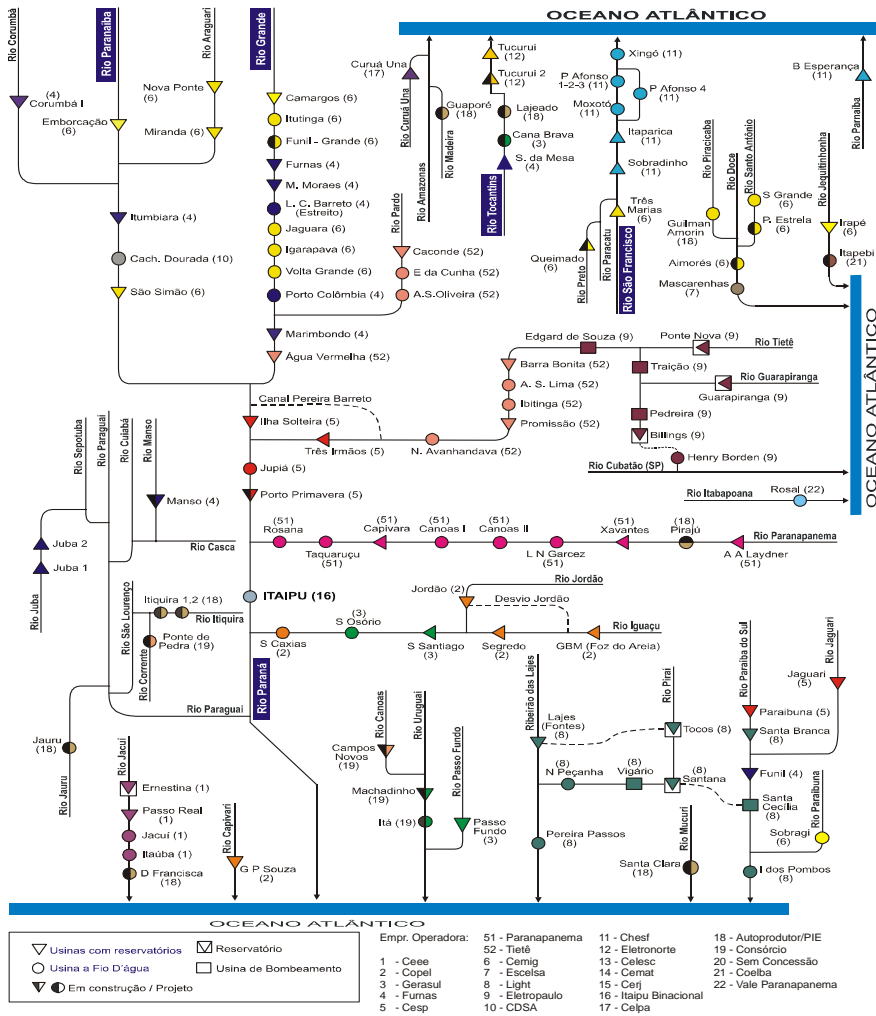 OCEANO ATLÂNTICO
Rio Corumbá
Rio Paranaíba
Rio Araguari
Rio Grande
(4)
Corumbá I
Nova Ponte
(6)
Emborcação
(6)
Miranda (6)
Itumbiara (4)
Cach. Dourada (10)
São Simão (6)
Camargos (6)
Itutinga (6)
Funil - Grande (6)
Furnas (4)
M. Moraes (4)
L. C. Barreto (4)
(Estreito)
Jaguara (6)
Igarapava (6)
Volta Grande (6)
Porto Colômbia (4)
Marimbondo (4)
Água Vermelha (52)
Rio Pardo
Caconde (52)
E da Cunha (52)
A.S.Oliveira (52)
Curuá Una
(17)
Rio Curuá Una
Rio Amazonas
Guaporé
(18)
Rio Madeira
Tucurui
(12)
Tucurui 2
(12)
Lajeado
(18)
Cana Brava
(3)
S. da Mesa
(4)
Rio Tocantins
Xingó (11)
P Afonso
1-2-3 (11)
P Afonso 4
(11)
Moxotó
(11)
Itaparica
(11)
Sobradinho
(11)
Três
Marias
(6)
Queimado
(6)
Rio Preto
Rio Paracatu
Rio São Francisco
Rio Piracicaba
Rio Doce
Rio Santo Antônio
S Grande
(6)
P. Estrela
(6)
Guilman
Amorin
(18)
Aimorés (6)
Mascarenhas
(7)
Rio Jequitinhonha
Irapé
(6)
Itapebi
(21)
B Esperança
(11)
Rio Parnaíba
OCEANO ATLÂNTICO
Edgard de Souza (9)
Ponte Nova (9)
Rio Tietê
Barra Bonita (52)
A. S. Lima (52)
Ibitinga (52)
Promissão (52)
Traição (9)
Rio Guarapiranga
Guarapiranga (9)
Pedreira (9)
Billings (9)
Henry Borden (9)
Rio Cubatão (SP)
Rio Itabapoana
Rosal (22)
Canal Pereira Barreto
Ilha Solteira (5)
Três Irmãos (5)
N. Avanhandava (52)
Jupiá (5)
Porto Primavera (5)
Rio Sepotuba
Rio Paraguai
Rio Cuiabá
Rio Manso
Manso (4)
Juba 2
Juba 1
Rio Juba
Rio Casca
(51)
Rosana
Taquaruçu
(51)
(51)
Capivara
(51)
Canoas I
(51)
Canoas II
L N Garcez
(51)
(51)
Xavantes
(18)
Pirajú
Rio Paranapanema
A A Laydner
(51)
ITAIPU (16)
Rio São Lourenço
Itiquira 1,2 (18)
Rio Itiquira
Ponte de
Pedra (19)
Rio Corrente
Rio Paraguai
Jauru
(18)
Rio Jauru
Rio Paraná
S Caxias
(2)
(3)
S Osório
S Santiago
(3)
Jordão (2)
Rio Jordão
Desvio Jordão
Segredo
(2)
GBM (Foz do Areia)
(2)
Rio Iguaçu
Rio Jacuí
Ernestina (1)
Passo Real
(1)
Jacuí (1)
Itaúba (1)
D Francisca
(18)
Rio Capivari
G P Souza
(2)
Rio Canoas
Rio Uruguai
Campos
Novos
(19)
Machadinho
(19)
Itá (19)
Rio Passo Fundo
Passo
Fundo
(3)
Ribeirão das Lajes
Lajes
(Fontes)
(8)
(8)
N Peçanha
(8)
Vigário
Pereira Passos
(8)
Rio Pirai
Tocos (8)
(8)
Santana
Rio Mucuri
Santa Clara
(18)
Rio Paraiba do Sul
Rio Jaguari
Jaguari
(5)
Paraibuna (5)
Santa Branca
(8)
Funil (4)
Santa
Cecília
(8)
Rio Paraibuna
Sobragi
(6)
I dos Pombos
(8)
OCEANO ATLÂNTICO
Usinas com reservatórios
Usina a Fio D'água
Em construção / Projeto
Reservatório
Usina de Bombeamento
Empr. Operadora:
1 - Ceee
2 - Copel
3 - Gerasul
4 - Furnas
5 - Cesp
51 - Paranapanema
52 - Tietê
6 - Cemig
7 - Escelsa
8 - Light
9 - Eletropaulo
10 - CDSA
11 - Chesf
12 - Eletronorte
13 - Celesc
14 - Cemat
15 - Cerj
16 - Itaipu Binacional
17 - Celpa
18 - Autoprodutor/PIE
19 - Consórcio
20 - Sem Concessão
21 - Coelba
22 - Vale Paranapanema